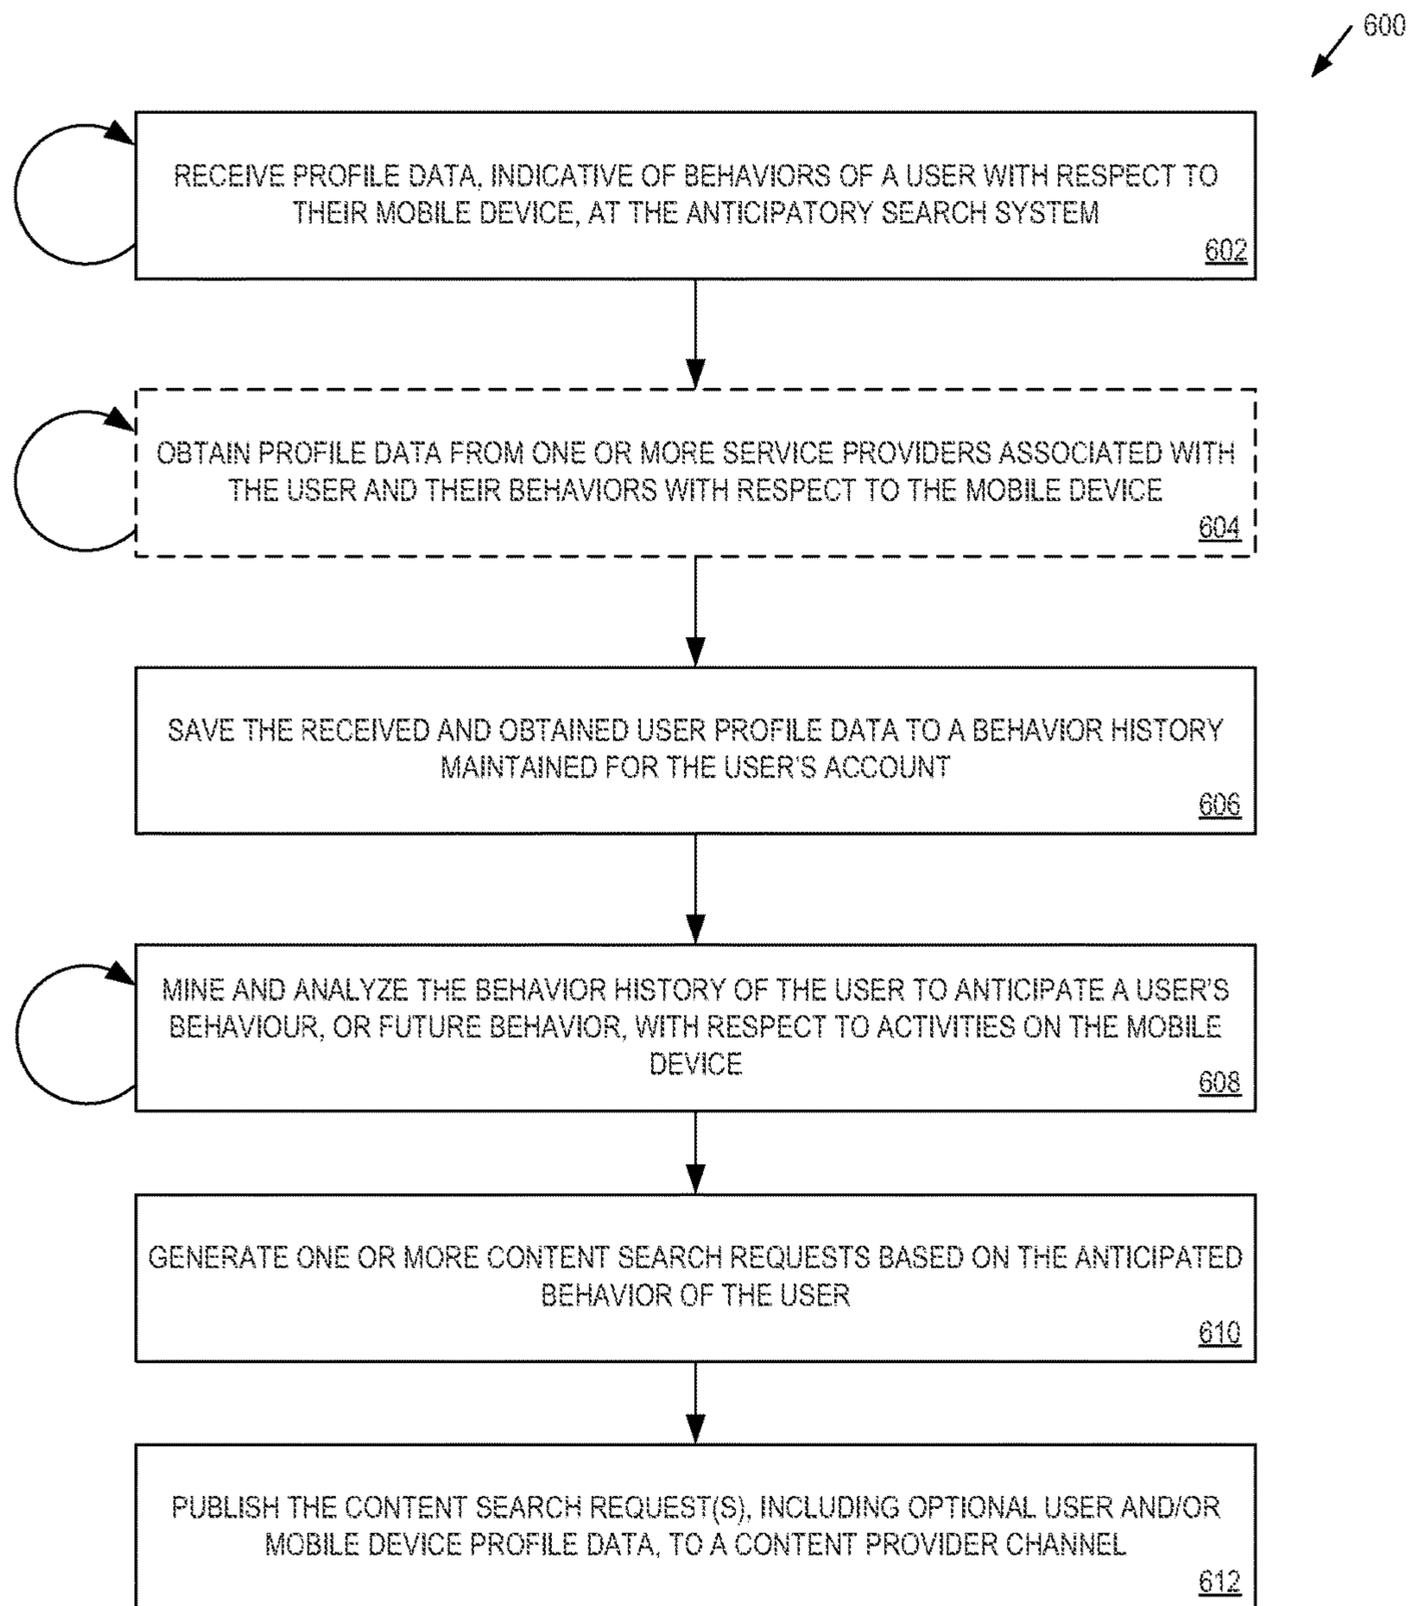 600
RECEIVE PROFILE DATA, INDICATIVE OF BEHAVIORS OF A USER WITH RESPECT TO
THEIR MOBILE DEVICE, AT THE ANTICIPATORY SEARCH SYSTEM
602
OBTAIN PROFILE DATA FROM ONE OR MORE SERVICE PROVIDERS ASSOCIATED WITH
THE USER AND THEIR BEHAVIORS WITH RESPECT TO THE MOBILE DEVICE
604
SAVE THE RECEIVED AND OBTAINED USER PROFILE DATA TO A BEHAVIOR HISTORY
MAINTAINED FOR THE USER'S ACCOUNT
606
MINE AND ANALYZE THE BEHAVIOR HISTORY OF THE USER TO ANTICIPATE A USER'S
BEHAVIOUR, OR FUTURE BEHAVIOR, WITH RESPECT TO ACTIVITIES ON THE MOBILE
DEVICE
608
GENERATE ONE OR MORE CONTENT SEARCH REQUESTS BASED ON THE ANTICIPATED
BEHAVIOR OF THE USER
610
PUBLISH THE CONTENT SEARCH REQUEST(S), INCLUDING OPTIONAL USER AND/OR
MOBILE DEVICE PROFILE DATA, TO A CONTENT PROVIDER CHANNEL
612